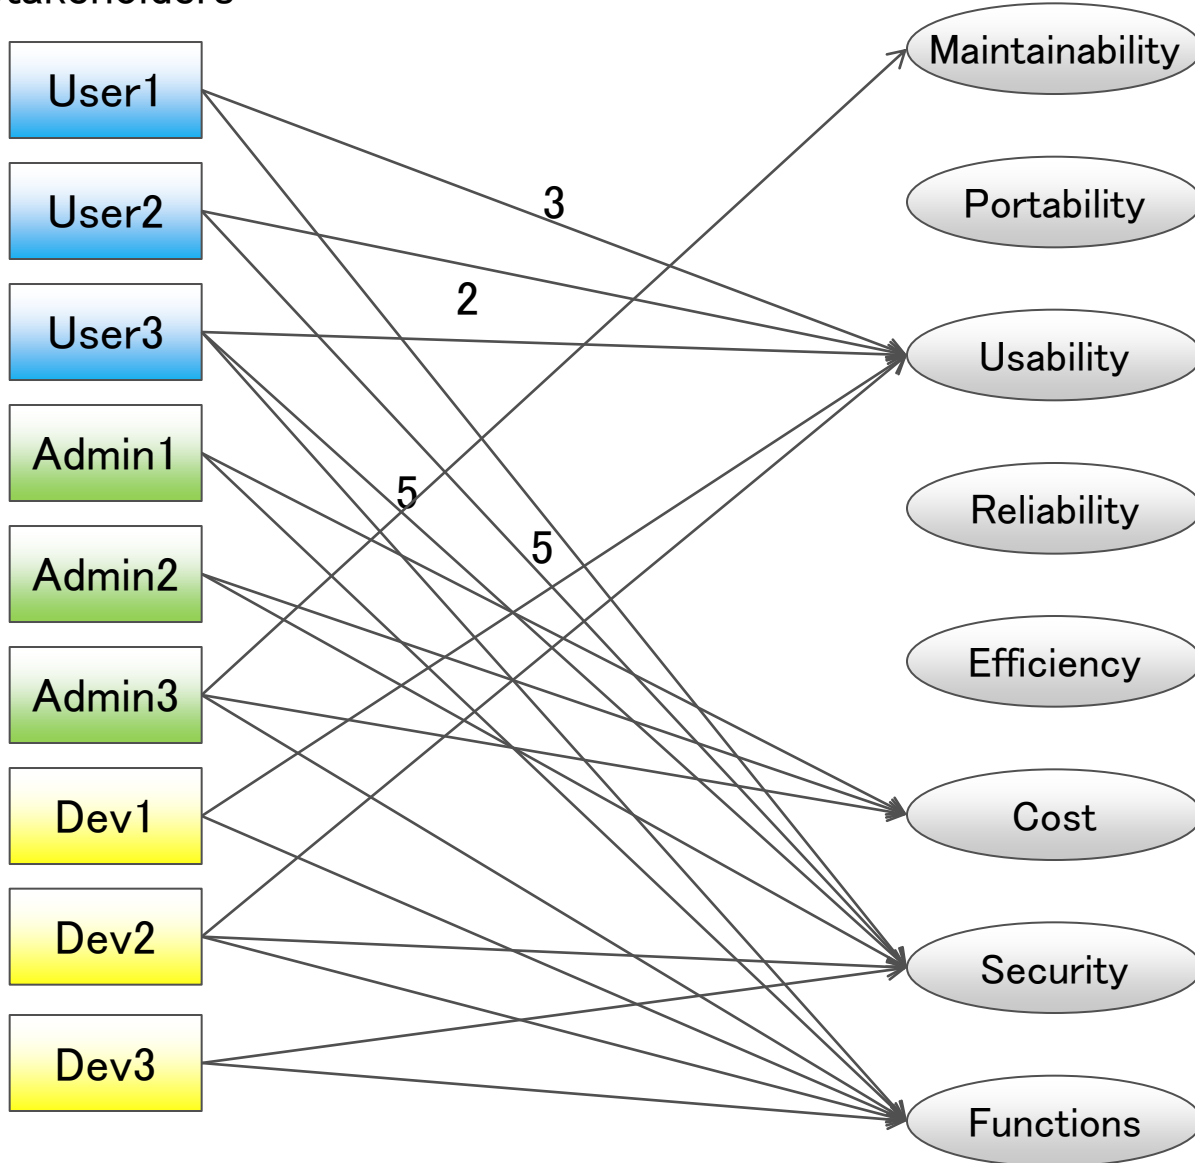 takeholders
User1
User2
User3
Admin1
Admin2
Admin3
Dev1
Dev2
Dev3
3
2
5
5
Maintainability
Portability
Usability
Reliability
Efficiency
Cost
Security
Functions